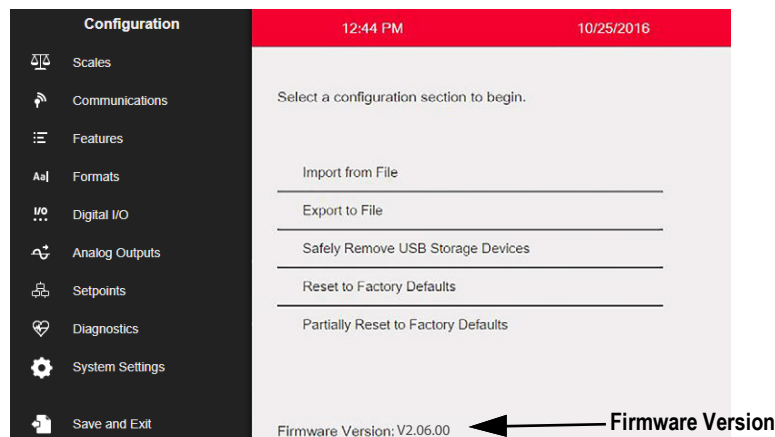 Configuration
12:44 PM 10/25/2016
Scales
Communications
Features
Aa Formats
I/O Digital I/O
Analog Outputs
Setpoints
Diagnostics
System Settings
Save and Exit
Select a configuration section to begin.
Import from File
Export to File
Safely Remove USB Storage Devices
Reset to Factory Defaults
Partially Reset to Factory Defaults
Firmware Version: V2.06.00
Firmware Version